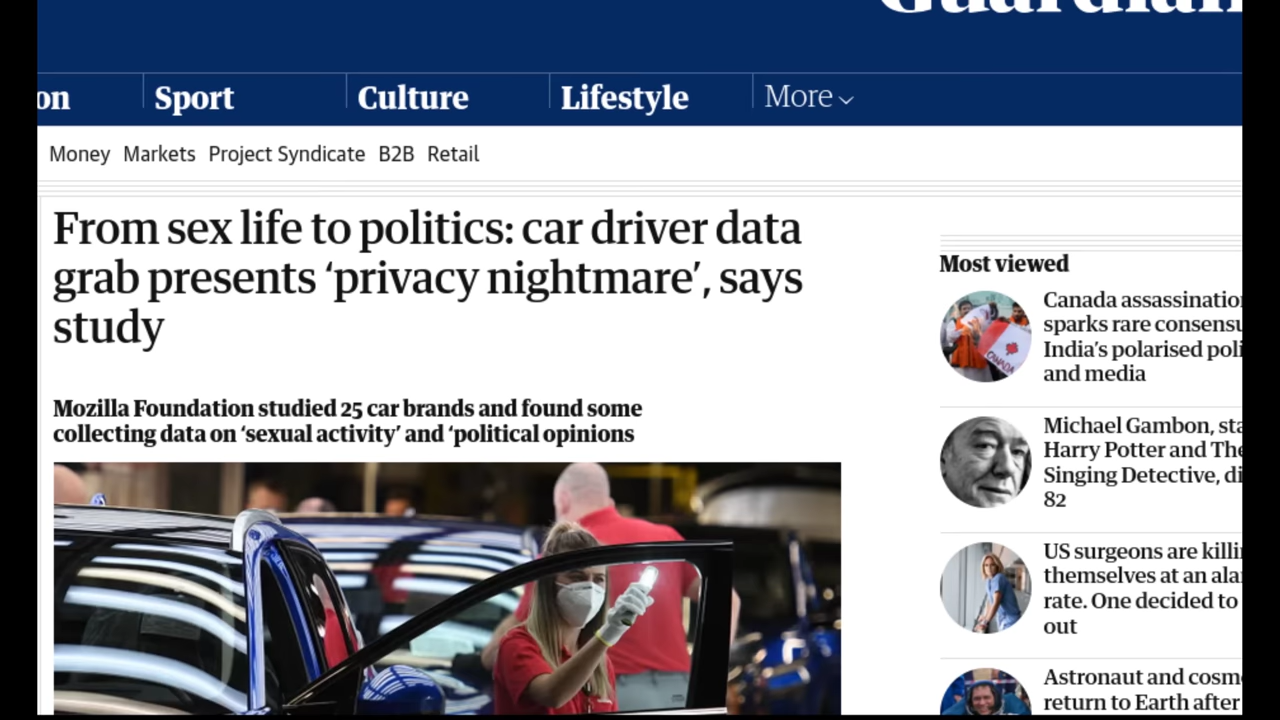 Guardian
on Sport Culture Lifestyle More
Money Markets Project Syndicate B2B Retail
From sex life to politics: car driver data
grab presents ‘privacy nightmare’, says
study
Mozilla Foundation studied 25 car brands and found some
collecting data on ‘sexual activity’ and ‘political opinions
Most viewed
Canada assassination
sparks rare consensu
India’s polarised poli
and media
Michael Gambon, sta
Harry Potter and The
Singing Detective, di
82
US surgeons are killi
themselves at an ala
rate. One decided to
out
Astronaut and cosm
return to Earth after